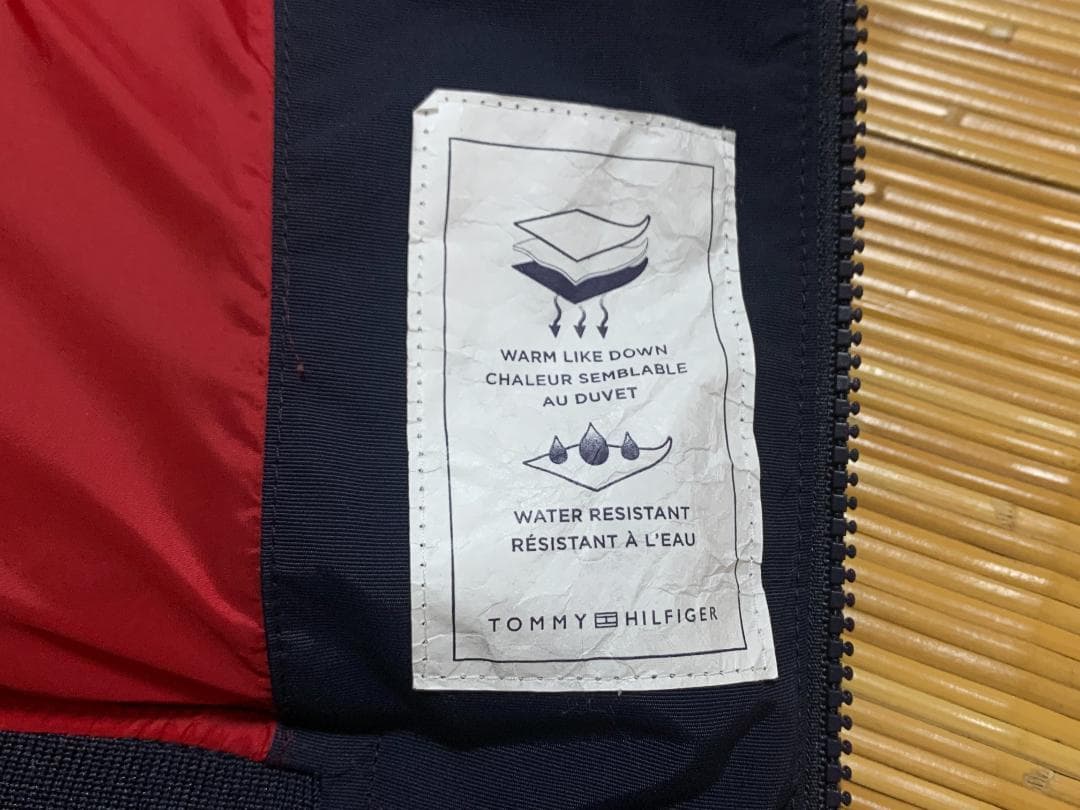 WARM LIKE DOWN
CHALEUR SEMBLABLE
AU DUVET
WATER RESISTANT
RÉSISTANT À L'EAU
TOMMY HILFIGER